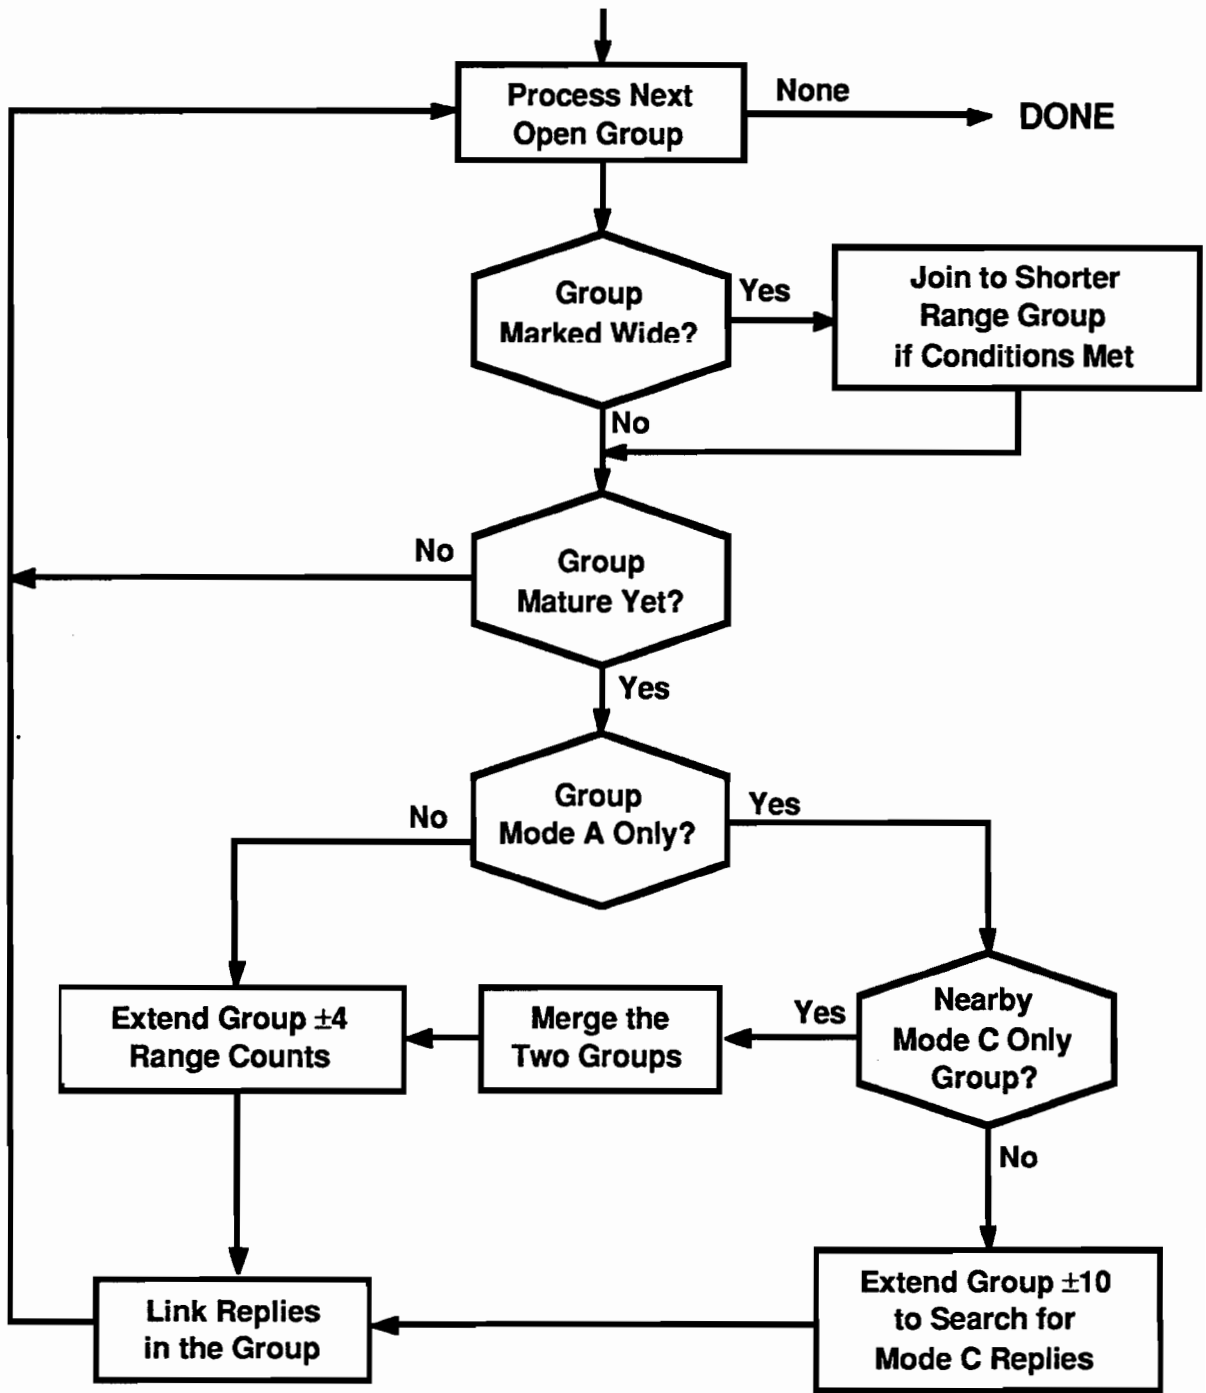 Process Next
Open Group
None
DONE
Group
Marked Wide?
Yes
Join to Shorter
Range Group
if Conditions Met
No
Group
Mature Yet?
No
Yes
Group
Mode A Only?
No
Yes
Nearby
Mode C Only
Group?
Yes
Merge the
Two Groups
Extend Group ±4
Range Counts
No
Extend Group ±10
to Search for
Mode C Replies
Link Replies
in the Group